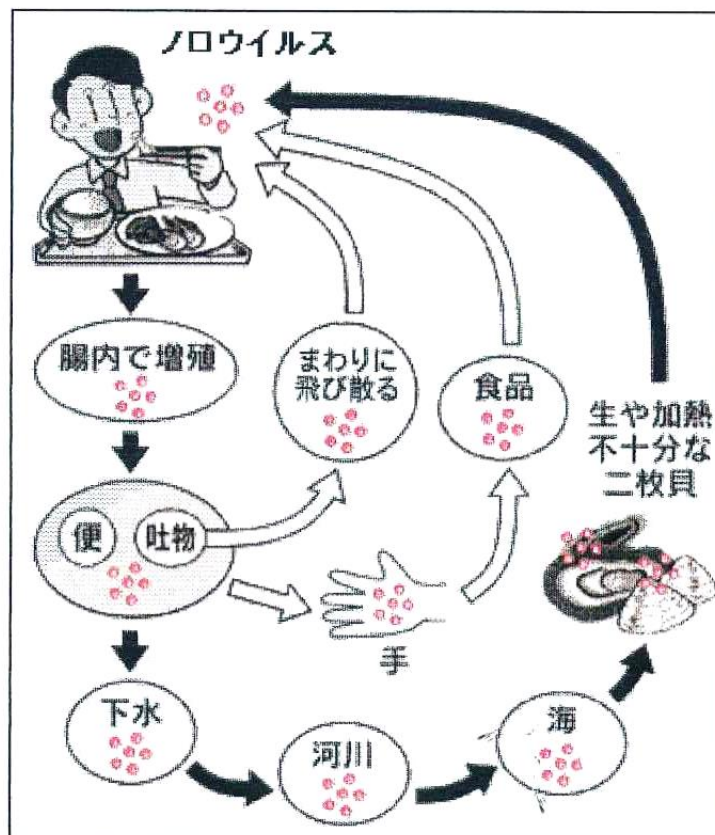 ノロウイルス
腸内で増殖
まわりに
飛び散る
食品
生や加熱
不十分な
二枚貝
便
吐物
手
下水
河川
海